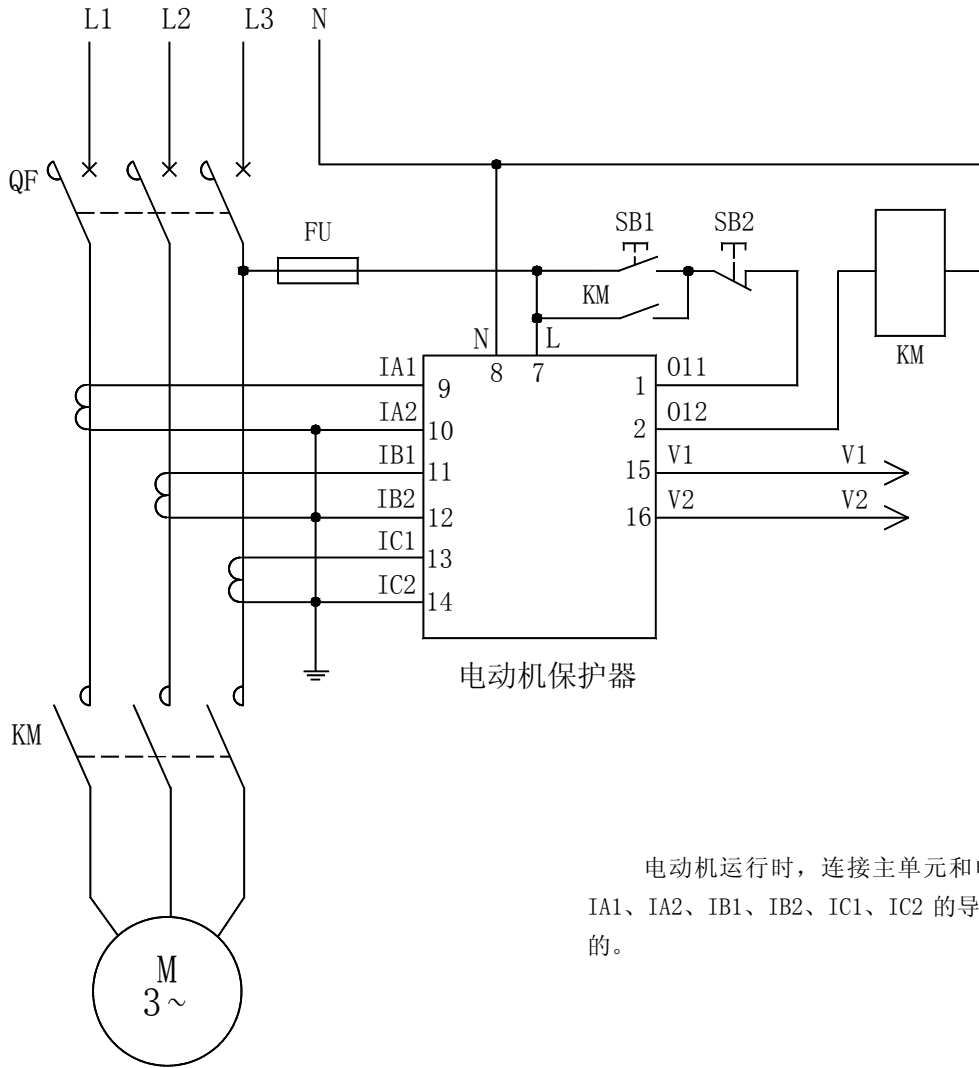 L1 L2 L3 N
QF
FU
SB1 SB2
KM
KM
N L
8 7
IA1 9
IA2 10
IB1 11
IB2 12
IC1 13
IC2 14
1 O11
2 O12
15 V1 V1
16 V2 V2
电动机保护器
KM
M
3～
电动机运行时，连接主单元和
IA1、IA2、IB1、IB2、IC1、IC2 的导
的。